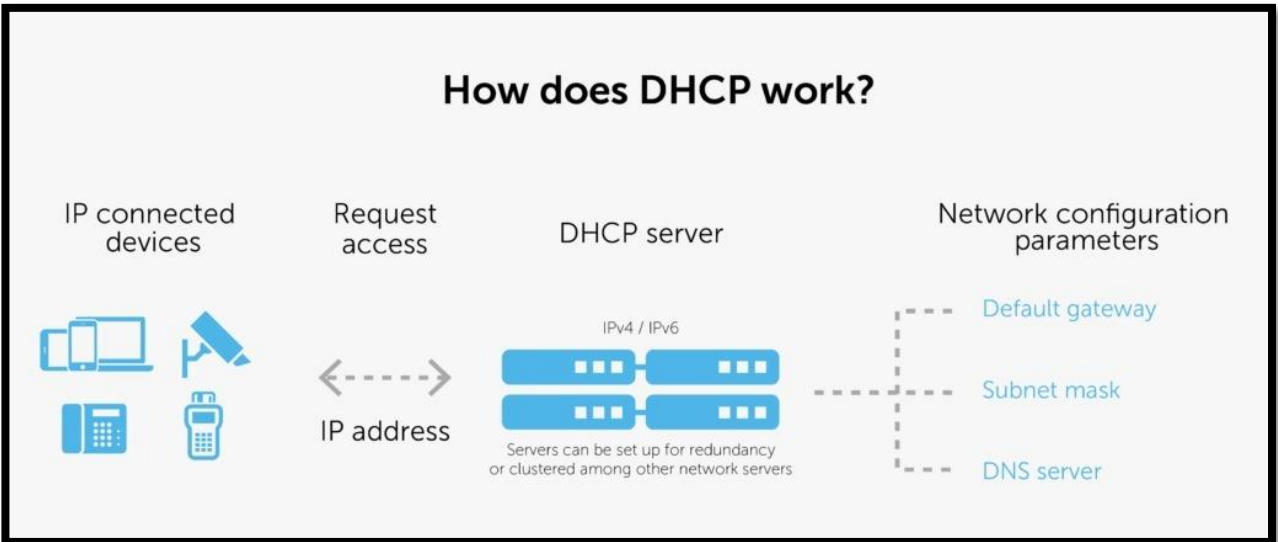 How does DHCP work?
IP connected
devices
Request
access
IP address
DHCP server
IPv4 / IPv6
Servers can be set up for redundancy
or clustered among other network servers
Network configuration
parameters
Default gateway
Subnet mask
DNS server